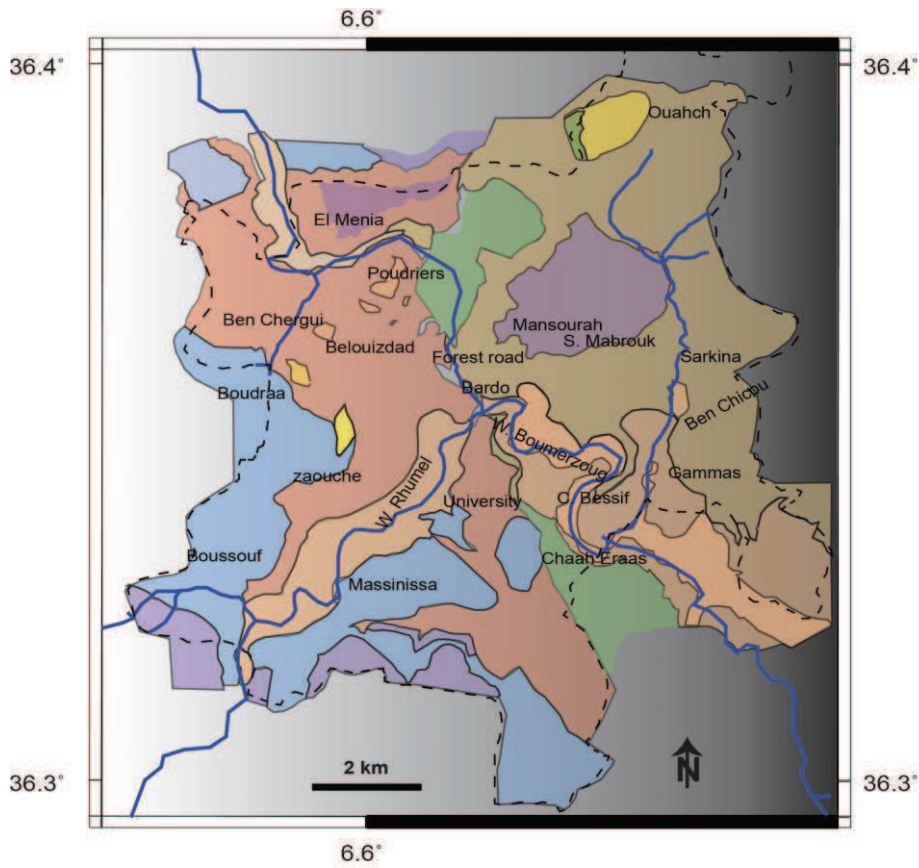 6.6°
36.4°
36.4°
Ouahch
El Menia
Poudriers
Mansourah
Ben Chergui
S. Mabrouk
Belouizdad
Forest road
Sarkina
Boudraa
Bardo
Ben Chicou
W. Boumerzoug
zaouche
W. Rhumel
Gammas
University
C. Bessif
Boussouf
Chaah Eraas
Massinissa
2 km
N
36.3°
36.3°
6.6°